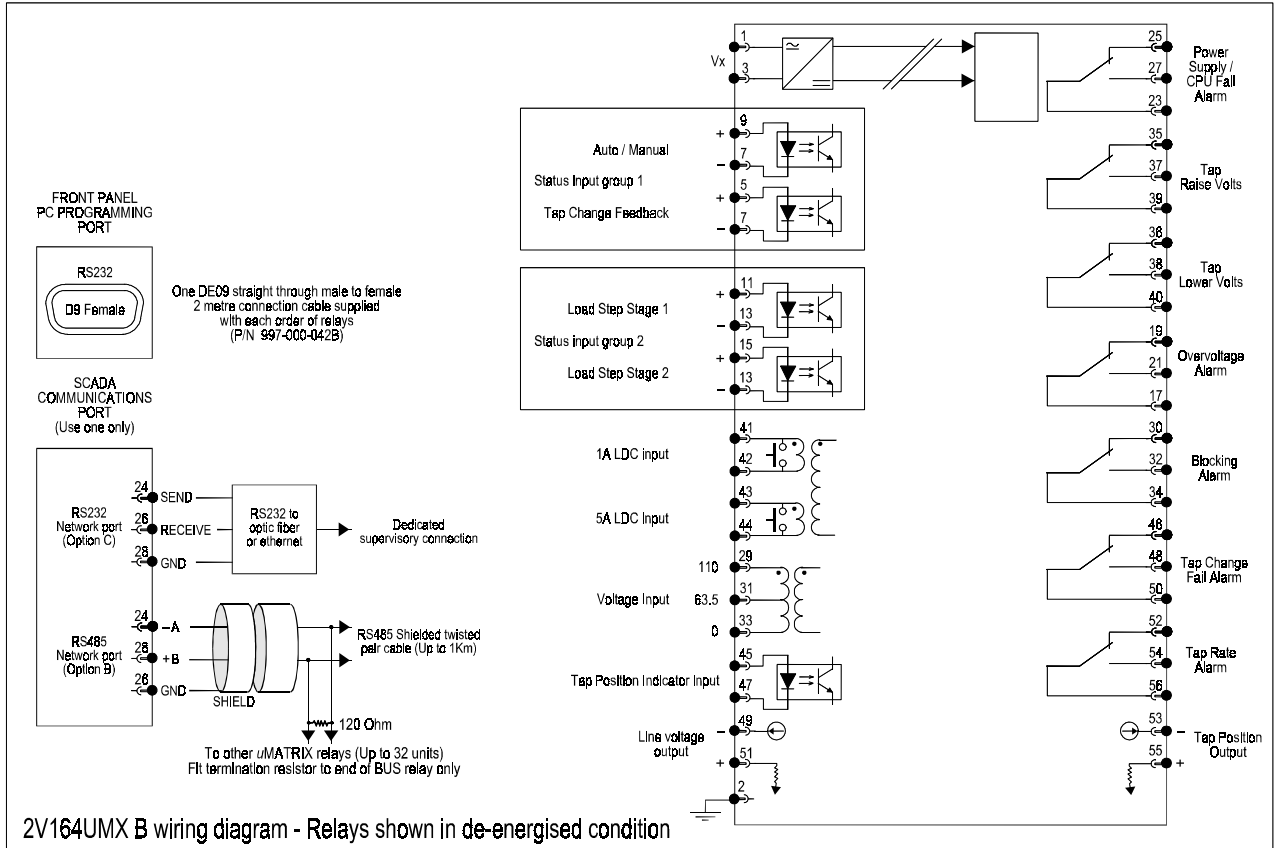 FRONT PANEL
PC PROGRAMMING
PORT
RS232
D9 Female
One DE09 straight through male to female
2 metre connection cable supplied
with each order of relays
(P/N 997-000-042B)
SCADA
COMMUNICATIONS
PORT
(Use one only)
RS232
Network port
(Option C)
24
SEND
26
RECEIVE
28
GND
RS232 to
optic fiber
or ethernet
Dedicated
supervisory connection
RS485
Network port
(Option B)
24
–A
28
+B
26
GND
SHIELD
RS485 Shielded twisted
pair cable (Up to 1Km)
120 Ohm
To other uMATRIX relays (Up to 32 units)
Fit termination resistor to end of BUS relay only
Vx
1
3
Auto / Manual
+ 9
– 7
Status Input group 1
Tap Change Feedback
+ 5
– 7
Load Step Stage 1
+ 11
– 13
Status input group 2
Load Step Stage 2
+ 15
– 13
1A LDC input
41
42
5A LDC Input
43
44
Voltage Input
110 29
63.5 31
0 33
Tap Position Indicator Input
45
47
Line voltage
output
– 49
+ 51
2
25
27
23
Power
Supply /
CPU Fail
Alarm
35
37
39
Tap
Raise Volts
36
38
40
Tap
Lower Volts
19
21
17
Overvoltage
Alarm
30
32
34
Blocking
Alarm
46
48
50
Tap Change
Fail Alarm
52
54
56
Tap Rate
Alarm
53 –
55 +
Tap Position
Output
2V164UMX B wiring diagram - Relays shown in de-energised condition